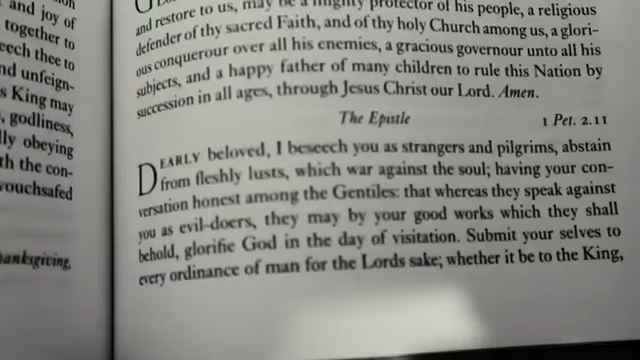 and joy of
together to
eech thee to
nd unfeign-
s King may
, godliness,
lly obeying
th the con-
vouchsafed
hanksgiving,
and restore to us, may be a mighty protector of his people, a religious
defender of thy sacred Faith, and of thy holy Church among us, a glori-
ous conquerour over all his enemies, a gracious governour unto all his
subjects, and a happy father of many children to rule this Nation by
succession in all ages, through Jesus Christ our Lord. Amen.
The Epistle 1 Pet. 2.11
DEARLY beloved, I beseech you as strangers and pilgrims, abstain
from fleshly lusts, which war against the soul; having your con-
versation honest among the Gentiles: that whereas they speak against
you as evil-doers, they may by your good works which they shall
behold, glorifie God in the day of visitation. Submit your selves to
every ordinance of man for the Lords sake; whether it be to the King,